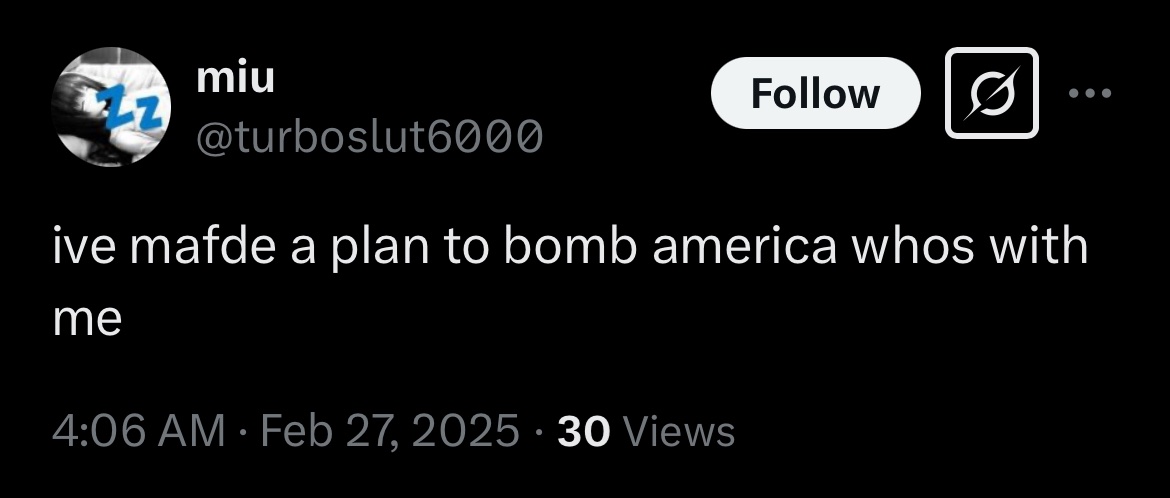 miu
Follow
@turboslut6000
ive mafde a plan to bomb america whos with
me
4:06 AM · Feb 27, 2025 · 30 Views